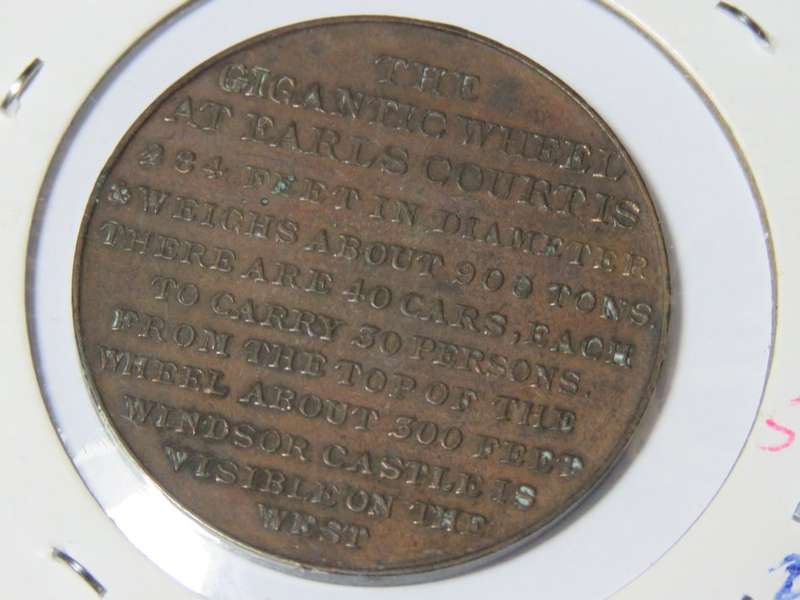 THE
GIGANTIC WHEEL
AT EARLS COURT IS
284 FEET IN DIAMETER
& WEIGHS ABOUT 900 TONS.
THERE ARE 40 CARS, EACH
TO CARRY 30 PERSONS.
FROM THE TOP OF THE
WHEEL ABOUT 300 FEET
WINDSOR CASTLE IS
VISIBLE ON THE
WEST